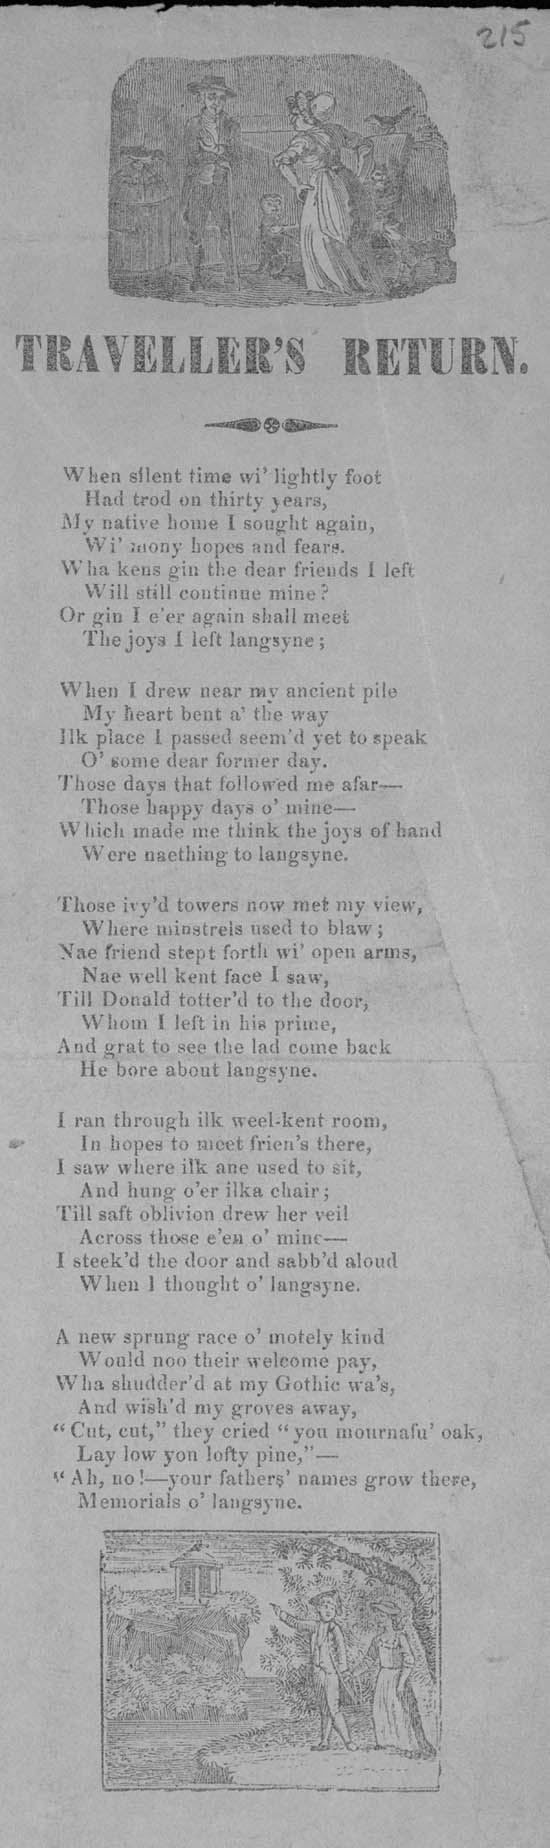 215
TRAVELLER'S RETURN.
When silent time wi' lightly foot
Had trod on thirty years,
My native home I sought again,
Wi' mony hopes and fears.
Wha kens gin the dear friends I left
Will still continue mine?
Or gin I e'er again shall meet
The joys I left langsyne;
When I drew near my ancient pile
My heart bent a' the way
Ilk place I passed seem'd yet to speak
O' some dear former day.
Those days that followed me afar—
Those happy days o' mine—
Which made me think the joys of hand
Were naething to langsyne.
Those ivy'd towers now met my view,
Where minstrels used to blaw;
Nae friend stept forth wi' open arms,
Nae well kent face I saw,
Till Donald totter'd to the door,
Whom I left in his prime,
And grat to see the lad come back
He bore about langsyne.
I ran through ilk weel-kent room,
In hopes to meet frien's there,
I saw where ilk ane used to sit,
And hung o'er ilka chair;
Till saft oblivion drew her veil
Across those e'en o' mine—
I steek'd the door and sabb'd aloud
When I thought o' langsyne.
A new sprung race o' motely kind
Would noo their welcome pay,
Wha shudder'd at my Gothic wa's,
And wish'd my groves away,
"Cut, cut," they cried "you mournafu' oak,
Lay low yon lofty pine,"—
"Ah, no!—your fathers' names grow there,
Memorials o' langsyne.